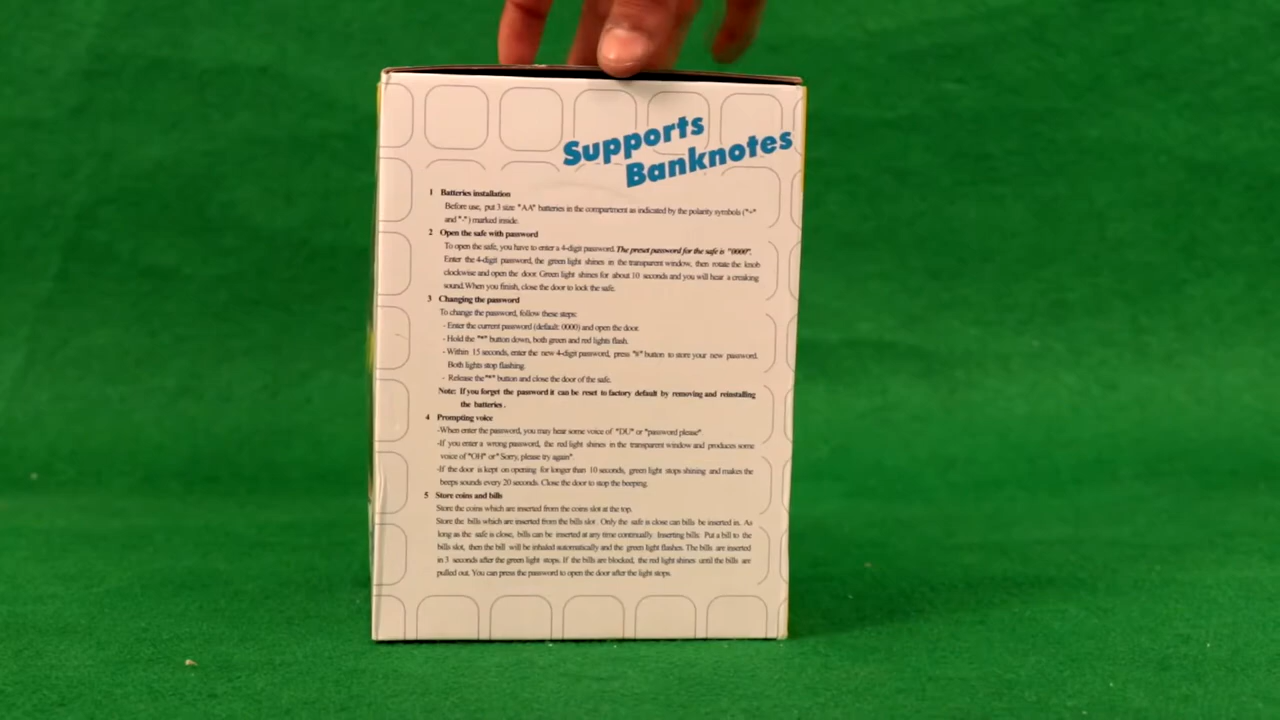 Supports
Banknotes
1 Batteries installation
Before use, put 3 size "AA" batteries in the compartment as indicated by the polarity symbols ("+"
and "-") marked inside.
2 Open the safe with password
To open the safe, you have to enter a 4-digit password. The preset password for the safe is "0000".
Enter the 4-digit password, the green light shines in the transparent window, then rotate the knob
clockwise and open the door. Green light shines for about 10 seconds and you will hear a creaking
sound. When you finish, close the door to lock the safe.
3 Changing the password
To change the password, follow these steps:
- Enter the current password (default: 0000) and open the door.
- Hold the "*" button down, both green and red lights flash.
- Within 15 seconds, enter the new 4-digit password, press "#" button to store your new password.
Both lights stop flashing.
- Release the "*" button and close the door of the safe.
Note: If you forget the password it can be reset to factory default by removing and reinstalling
the batteries .
4 Prompting voice
-When enter the password, you may hear some voice of "DU" or "password please".
-If you enter a wrong password, the red light shines in the transparent window and produces some
voice of "OH" or " Sorry, please try again".
-If the door is kept on opening for longer than 10 seconds, green light stops shining and makes the
beeps sounds every 20 seconds. Close the door to stop the beeping.
5 Store coins and bills
Store the coins which are inserted from the coins slot at the top.
Store the bills which are inserted from the bills slot . Only the safe is close can bills be inserted in. As
long as the safe is close, bills can be inserted at any time continually. Inserting bills: Put a bill to the
bills slot, then the bill will be inhaled automatically and the green light flashes. The bills are inserted
in 3 seconds after the green light stops. If the bills are blocked, the red light shines until the bills are
pulled out. You can press the password to open the door after the light stops.